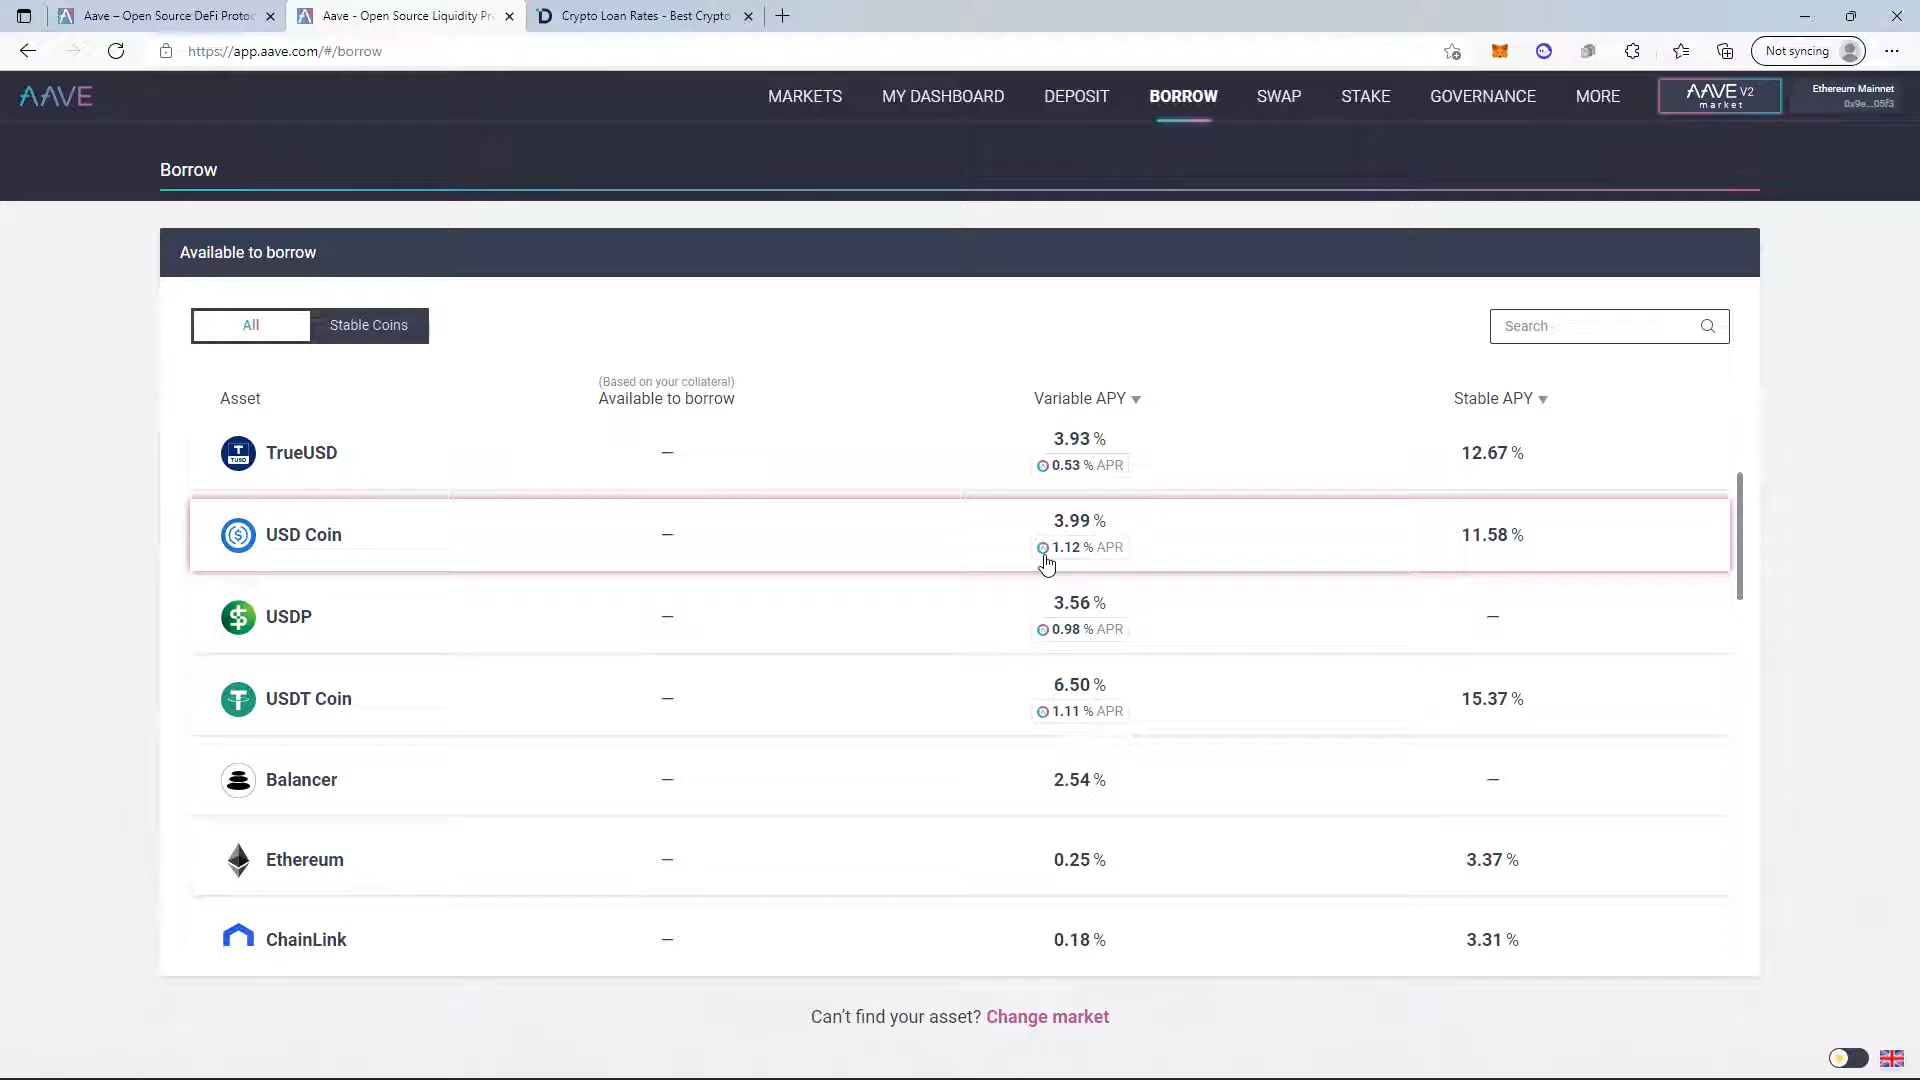 Aave – Open Source DeFi Protoc
Aave - Open Source Liquidity Pr
Crypto Loan Rates - Best Crypto
https://app.aave.com/#/borrow
Not syncing
AAVE
MARKETS
MY DASHBOARD
DEPOSIT
BORROW
SWAP
STAKE
GOVERNANCE
MORE
AAVE V2
market
Ethereum Mainnet
0x9e...05f3
Borrow
Available to borrow
All
Stable Coins
Search
Asset
(Based on your collateral)
Available to borrow
Variable APY
Stable APY
TUSD
TrueUSD
—
3.93 %
0.53 % APR
12.67 %
USD Coin
—
3.99 %
1.12 % APR
11.58 %
USDP
—
3.56 %
0.98 % APR
—
USDT Coin
—
6.50 %
1.11 % APR
15.37 %
Balancer
—
2.54 %
—
Ethereum
—
0.25 %
3.37 %
ChainLink
—
0.18 %
3.31 %
Can't find your asset? Change market